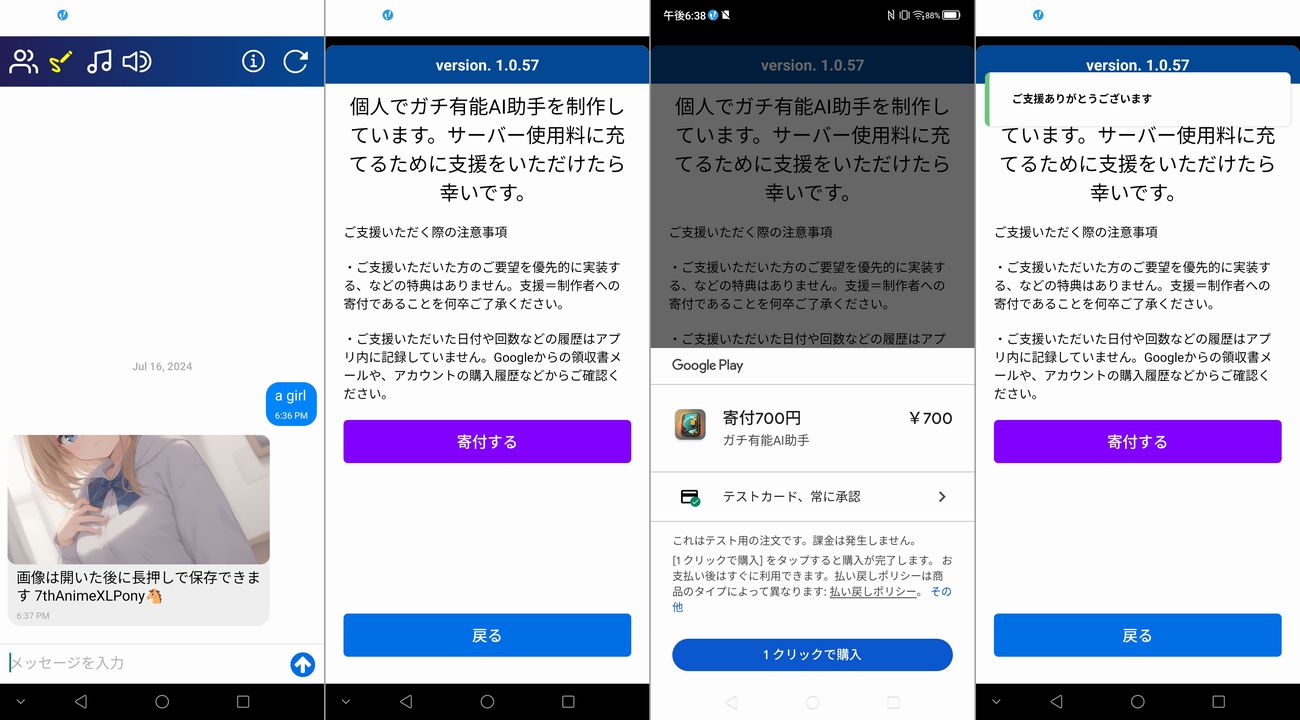 Jul 16, 2024
a girl
6:36 PM
画像は開いた後に長押しで保存できま
す 7thAnimeXLPony🐴
6:37 PM
メッセージを入力
version. 1.0.57
個人でガチ有能AI助手を制作し
ています。サーバー使用料に充
てるために支援をいただけたら
幸いです。
ご支援いただく際の注意事項
・ご支援いただいた方のご要望を優先的に実装す
る、などの特典はありません。支援＝制作者への
寄付であることを何卒ご了承ください。
・ご支援いただいた日付や回数などの履歴はアプ
リ内に記録していません。Googleからの領収書メ
ールや、アカウントの購入履歴などからご確認く
ださい。
寄付する
戻る
午後6:38
88%
version. 1.0.57
個人でガチ有能AI助手を制作し
ています。サーバー使用料に充
てるために支援をいただけたら
幸いです。
ご支援いただく際の注意事項
・ご支援いただいた方のご要望を優先的に実装す
る、などの特典はありません。支援＝制作者への
寄付であることを何卒ご了承ください。
・ご支援いただいた日付や回数などの履歴はアプ
Google Play
寄付700円
￥700
ガチ有能AI助手
テストカード、常に承認
これはテスト用の注文です。課金は発生しません。
[1 クリックで購入] をタップすると購入が完了します。 お
支払い後はすぐに利用できます。払い戻しポリシーは商
品のタイプによって異なります: 払い戻しポリシー。 その
他
1 クリックで購入
version. 1.0.57
ご支援ありがとうございます
ています。サーバー使用料に充
てるために支援をいただけたら
幸いです。
ご支援いただく際の注意事項
・ご支援いただいた方のご要望を優先的に実装す
る、などの特典はありません。支援＝制作者への
寄付であることを何卒ご了承ください。
・ご支援いただいた日付や回数などの履歴はアプ
リ内に記録していません。Googleからの領収書メ
ールや、アカウントの購入履歴などからご確認く
ださい。
寄付する
戻る